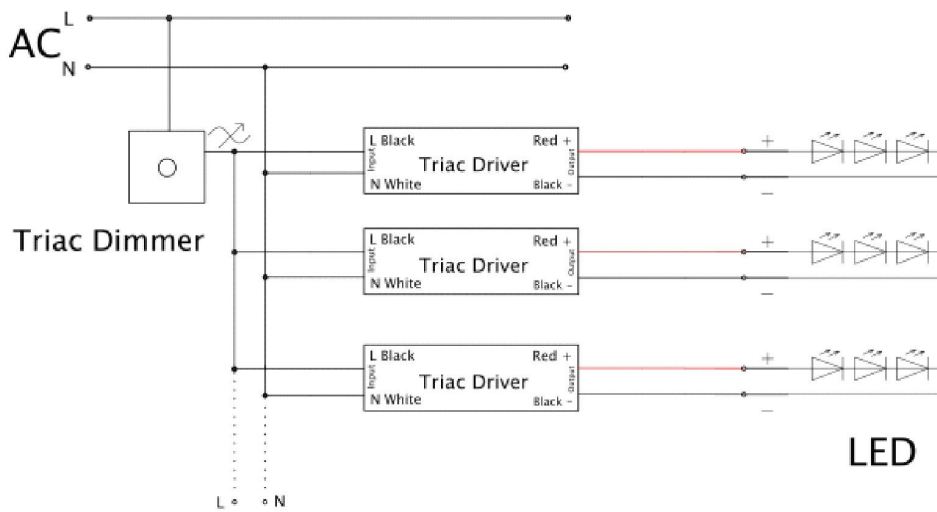 L
AC
N
L Black
Red +
Input
Triac Driver
Output
N White
Black -
Triac Dimmer
L Black
Red +
Input
Triac Driver
Output
N White
Black -
L Black
Red +
Input
Triac Driver
Output
N White
Black -
+
−
+
−
+
−
LED
L
N